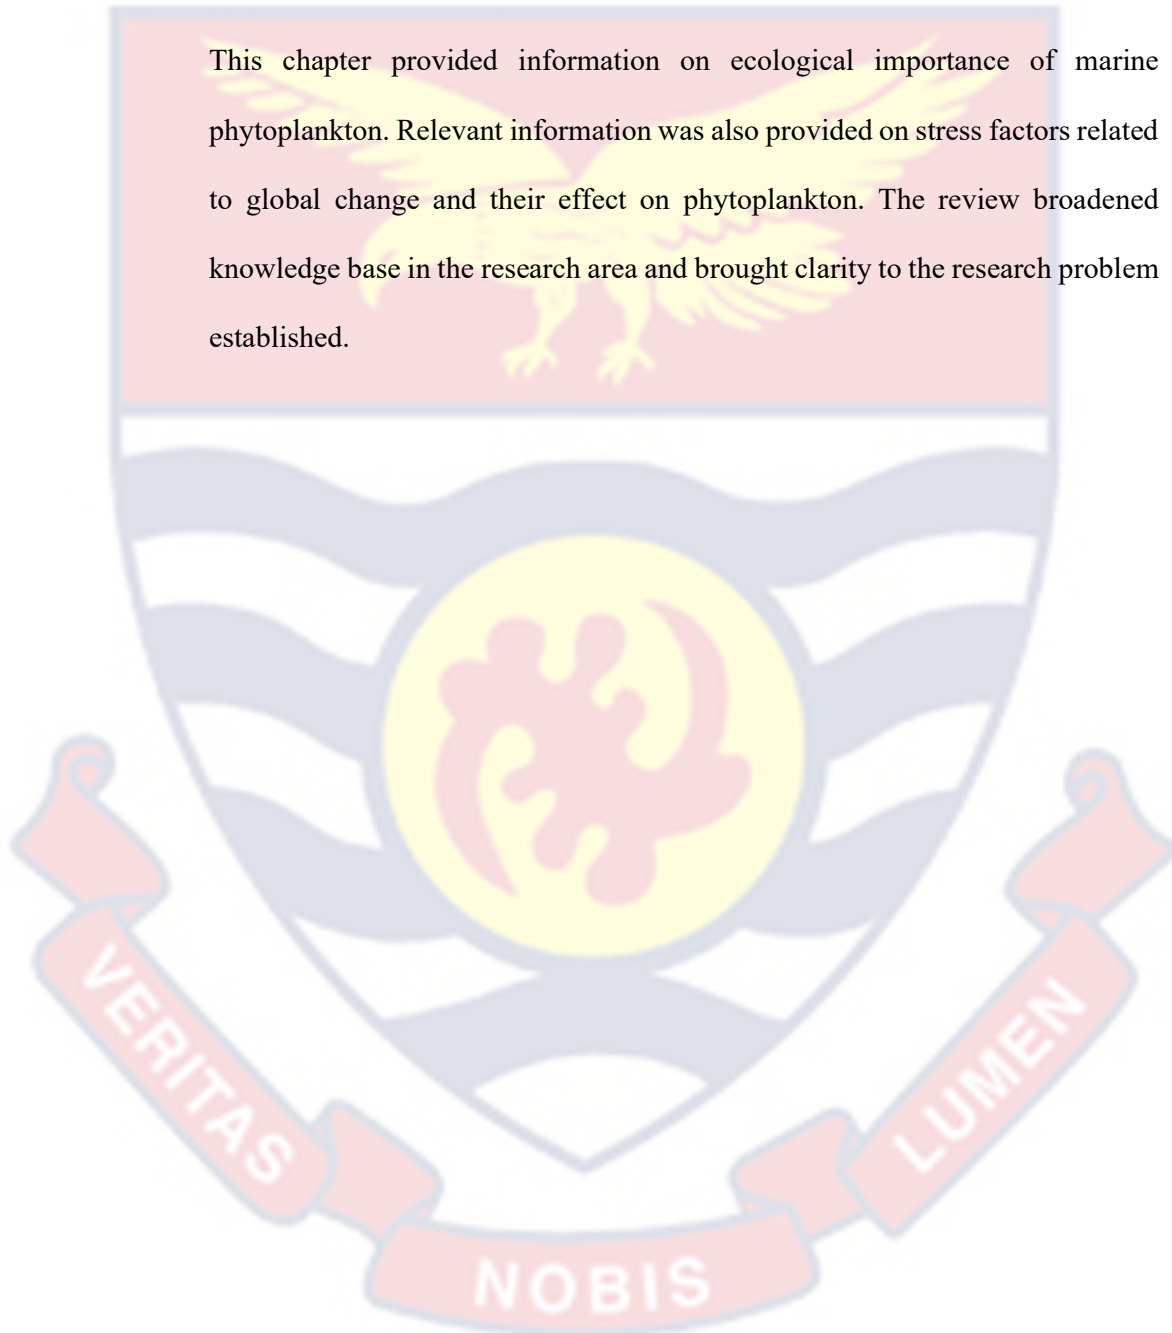 This chapter provided information on ecological importance of marine
phytoplankton. Relevant information was also provided on stress factors related
to global change and their effect on phytoplankton. The review broadened
knowledge base in the research area and brought clarity to the research problem
established.
VERITAS
NOBIS
LUMEN